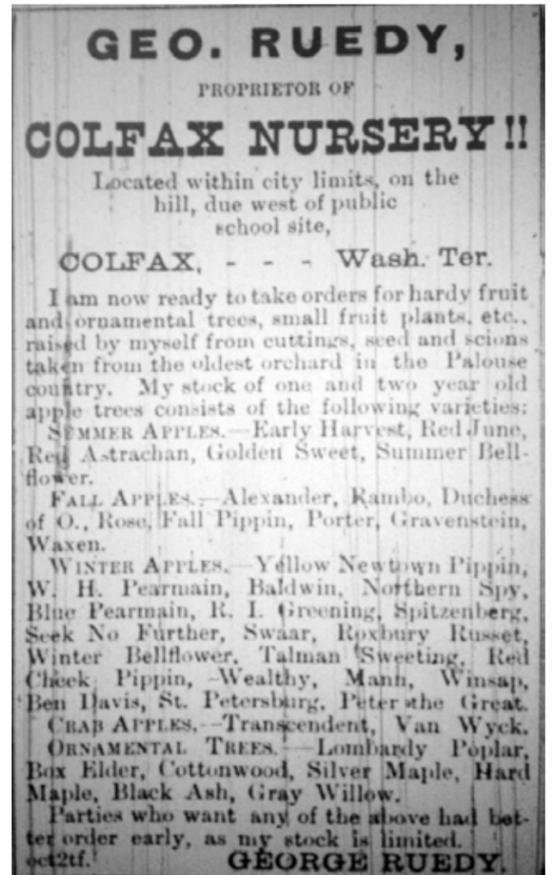 GEO. RUEDY,
PROPRIETOR OF
COLFAX NURSERY!!
Located within city limits, on the
hill, due west of public
school site,
COLFAX, - - - Wash. Ter.
I am now ready to take orders for hardy fruit
and ornamental trees, small fruit plants, etc.,
raised by myself from cuttings, seed and scions
taken from the oldest orchard in the Palouse
country. My stock of one and two year old
apple trees consists of the following varieties:
SUMMER APPLES.—Early Harvest, Red June,
Red Astrachan, Golden Sweet, Summer Bell-
flower.
FALL APPLES.—Alexander, Rambo, Duchess
of O., Rose, Fall Pippin, Porter, Gravenstein,
Waxen.
WINTER APPLES.—Yellow Newtown Pippin,
W. H. Pearmain, Baldwin, Northern Spy,
Blue Pearmain, R. I. Greening, Spitzenberg,
Seek No Further, Swaar, Roxbury Russet,
Winter Bellflower, Talman Sweeting, Red
Cheek Pippin, Wealthy, Mann, Winsap,
Ben Davis, St. Petersburg, Peter the Great.
CRAB APPLES.—Transcendent, Van Wyck.
ORNAMENTAL TREES.—Lombardy Poplar,
Box Elder, Cottonwood, Silver Maple, Hard
Maple, Black Ash, Gray Willow.
Parties who want any of the above had bet-
ter order early, as my stock is limited.
oct2tf. GEORGE RUEDY.